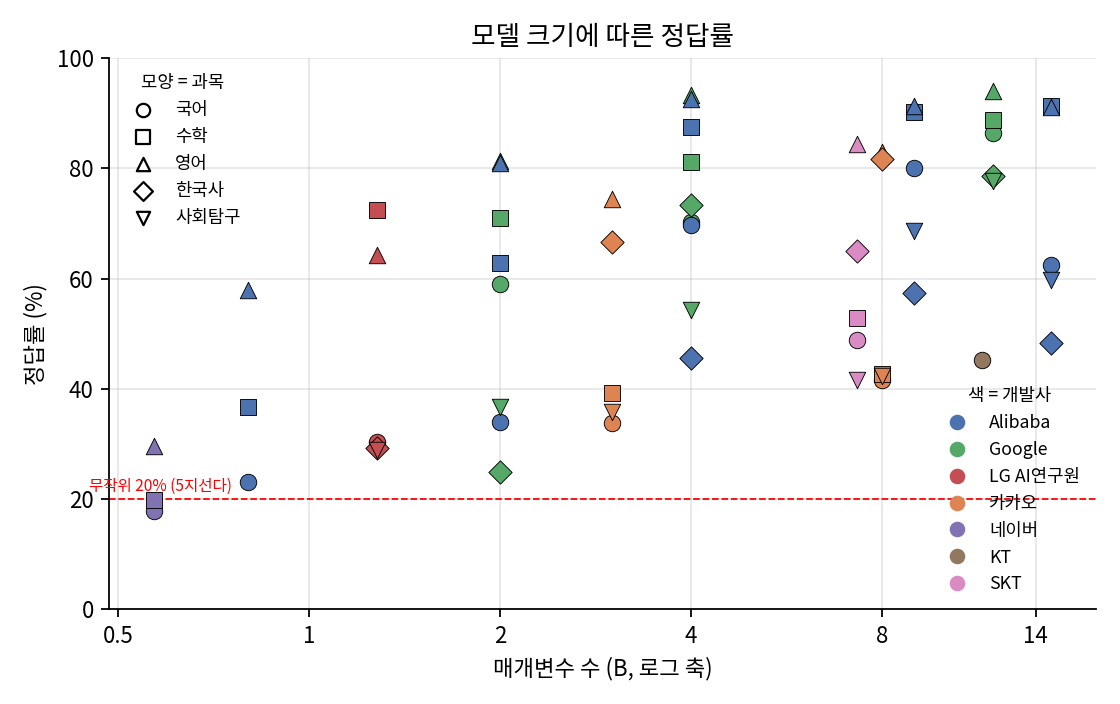 모델 크기에 따른 정답률
정답률 (%)
100
80
60
40
20
0
모양 = 과목
국어
수학
영어
한국사
사회탐구
무작위 20% (5지선다)
색 = 개발사
Alibaba
Google
LG AI연구원
카카오
네이버
KT
SKT
0.5 1 2 4 8 14
매개변수 수 (B, 로그 축)